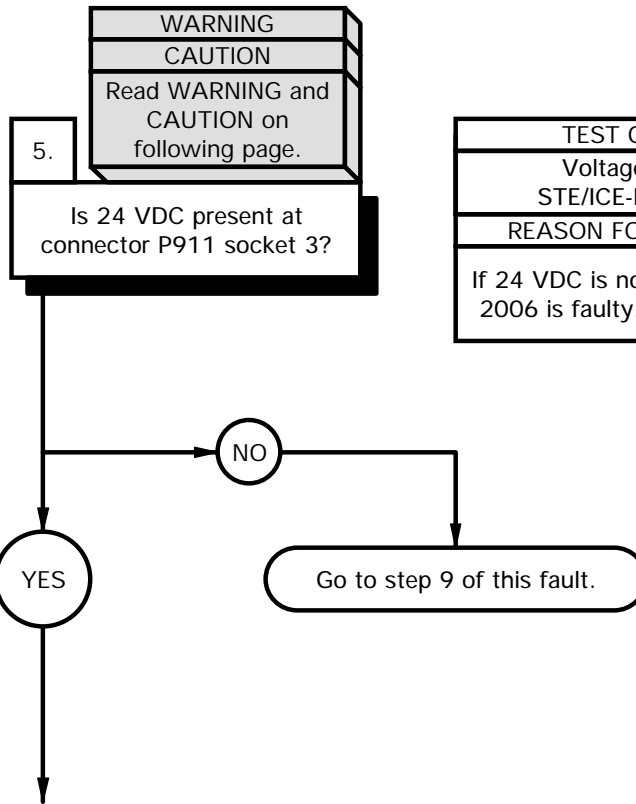 WARNING
CAUTION
Read WARNING and
CAUTION on
following page.
5.
Is 24 VDC present at
connector P911 socket 3?
TEST
Voltage
STE/ICE-
REASON
If 24 VDC is
2006 is faulty
NO
YES
Go to step 9 of this fault.